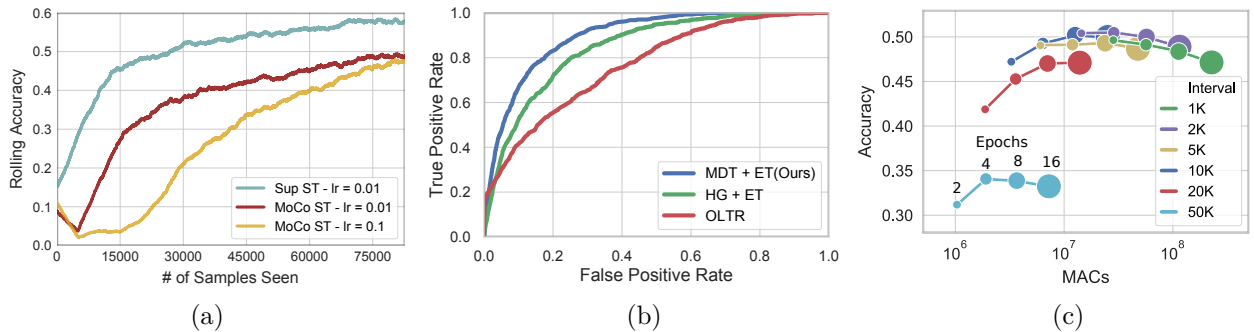 0.6
0.5
0.4
0.3
0.2
0.1
0.0
Rolling Accuracy
Sup ST - lr = 0.01
MoCo ST - lr = 0.01
MoCo ST - lr = 0.1
0 15000 30000 45000 60000 75000
# of Samples Seen
(a)
1.0
0.8
0.6
0.4
0.2
0.0
True Positive Rate
MDT + ET(Ours)
HG + ET
OLTR
0.0 0.2 0.4 0.6 0.8 1.0
False Positive Rate
(b)
0.50
0.45
0.40
0.35
0.30
Accuracy
Epochs
2 4 8 16
Interval
1K
2K
5K
10K
20K
50K
10⁶ 10⁷ 10⁸
MACs
(c)